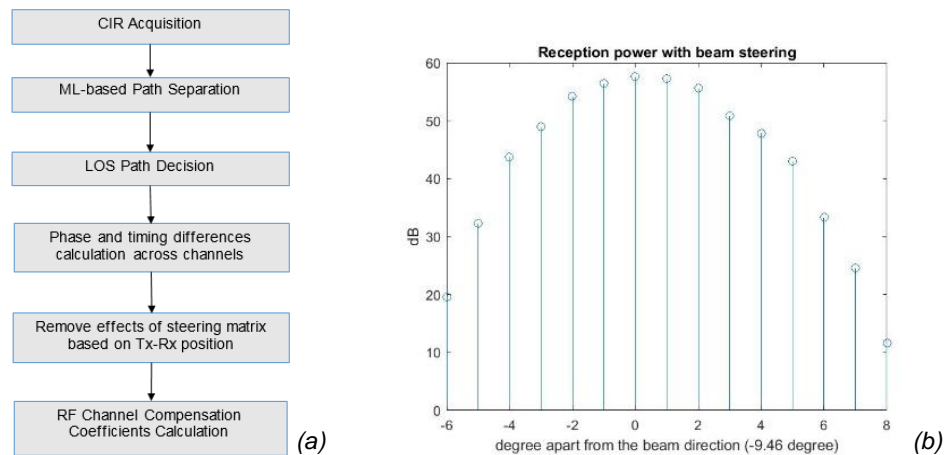 CIR Acquisition
ML-based Path Separation
LOS Path Decision
Phase and timing differences
calculation across channels
Remove effects of steering matrix
based on Tx-Rx position
RF Channel Compensation
Coefficients Calculation
(a)
Reception power with beam steering
60
50
40
30
20
10
0
dB
-6 -4 -2 0 2 4 6 8
degree apart from the beam direction (-9.46 degree)
(b)